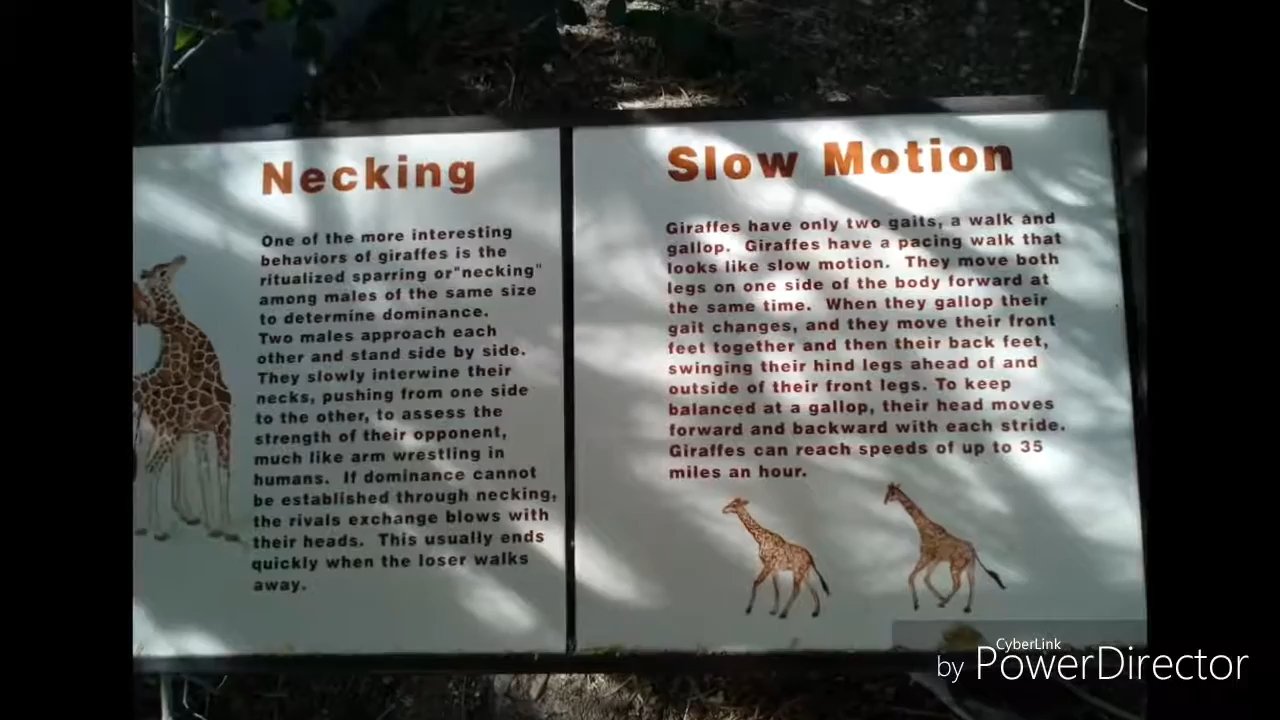 Necking
One of the more interesting
behaviors of giraffes is the
ritualized sparring or"necking"
among males of the same size
to determine dominance.
Two males approach each
other and stand side by side.
They slowly interwine their
necks, pushing from one side
to the other, to assess the
strength of their opponent,
much like arm wrestling in
humans. If dominance cannot
be established through necking,
the rivals exchange blows with
their heads. This usually ends
quickly when the loser walks
away.
Slow Motion
Giraffes have only two gaits, a walk and
gallop. Giraffes have a pacing walk that
looks like slow motion. They move both
legs on one side of the body forward at
the same time. When they gallop their
gait changes, and they move their front
feet together and then their back feet,
swinging their hind legs ahead of and
outside of their front legs. To keep
balanced at a gallop, their head moves
forward and backward with each stride.
Giraffes can reach speeds of up to 35
miles an hour.
CyberLink
by PowerDirector